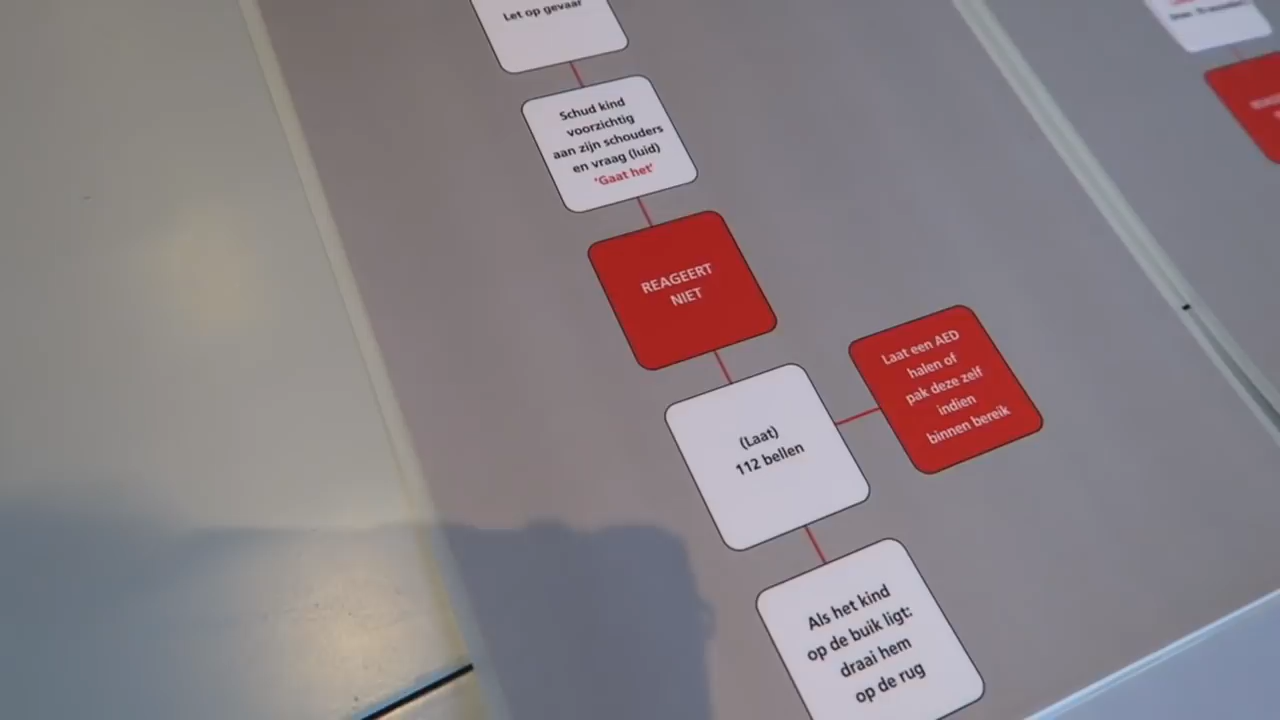 Let op gevaar
Schud kind
voorzichtig
aan zijn schouders
en vraag (luid)
'Gaat het'
REAGEERT
NIET
(Laat)
112 bellen
Laat een AED
halen of
pak deze zelf
indien
binnen bereik
Als het kind
op de buik ligt:
draai hem
op de rug